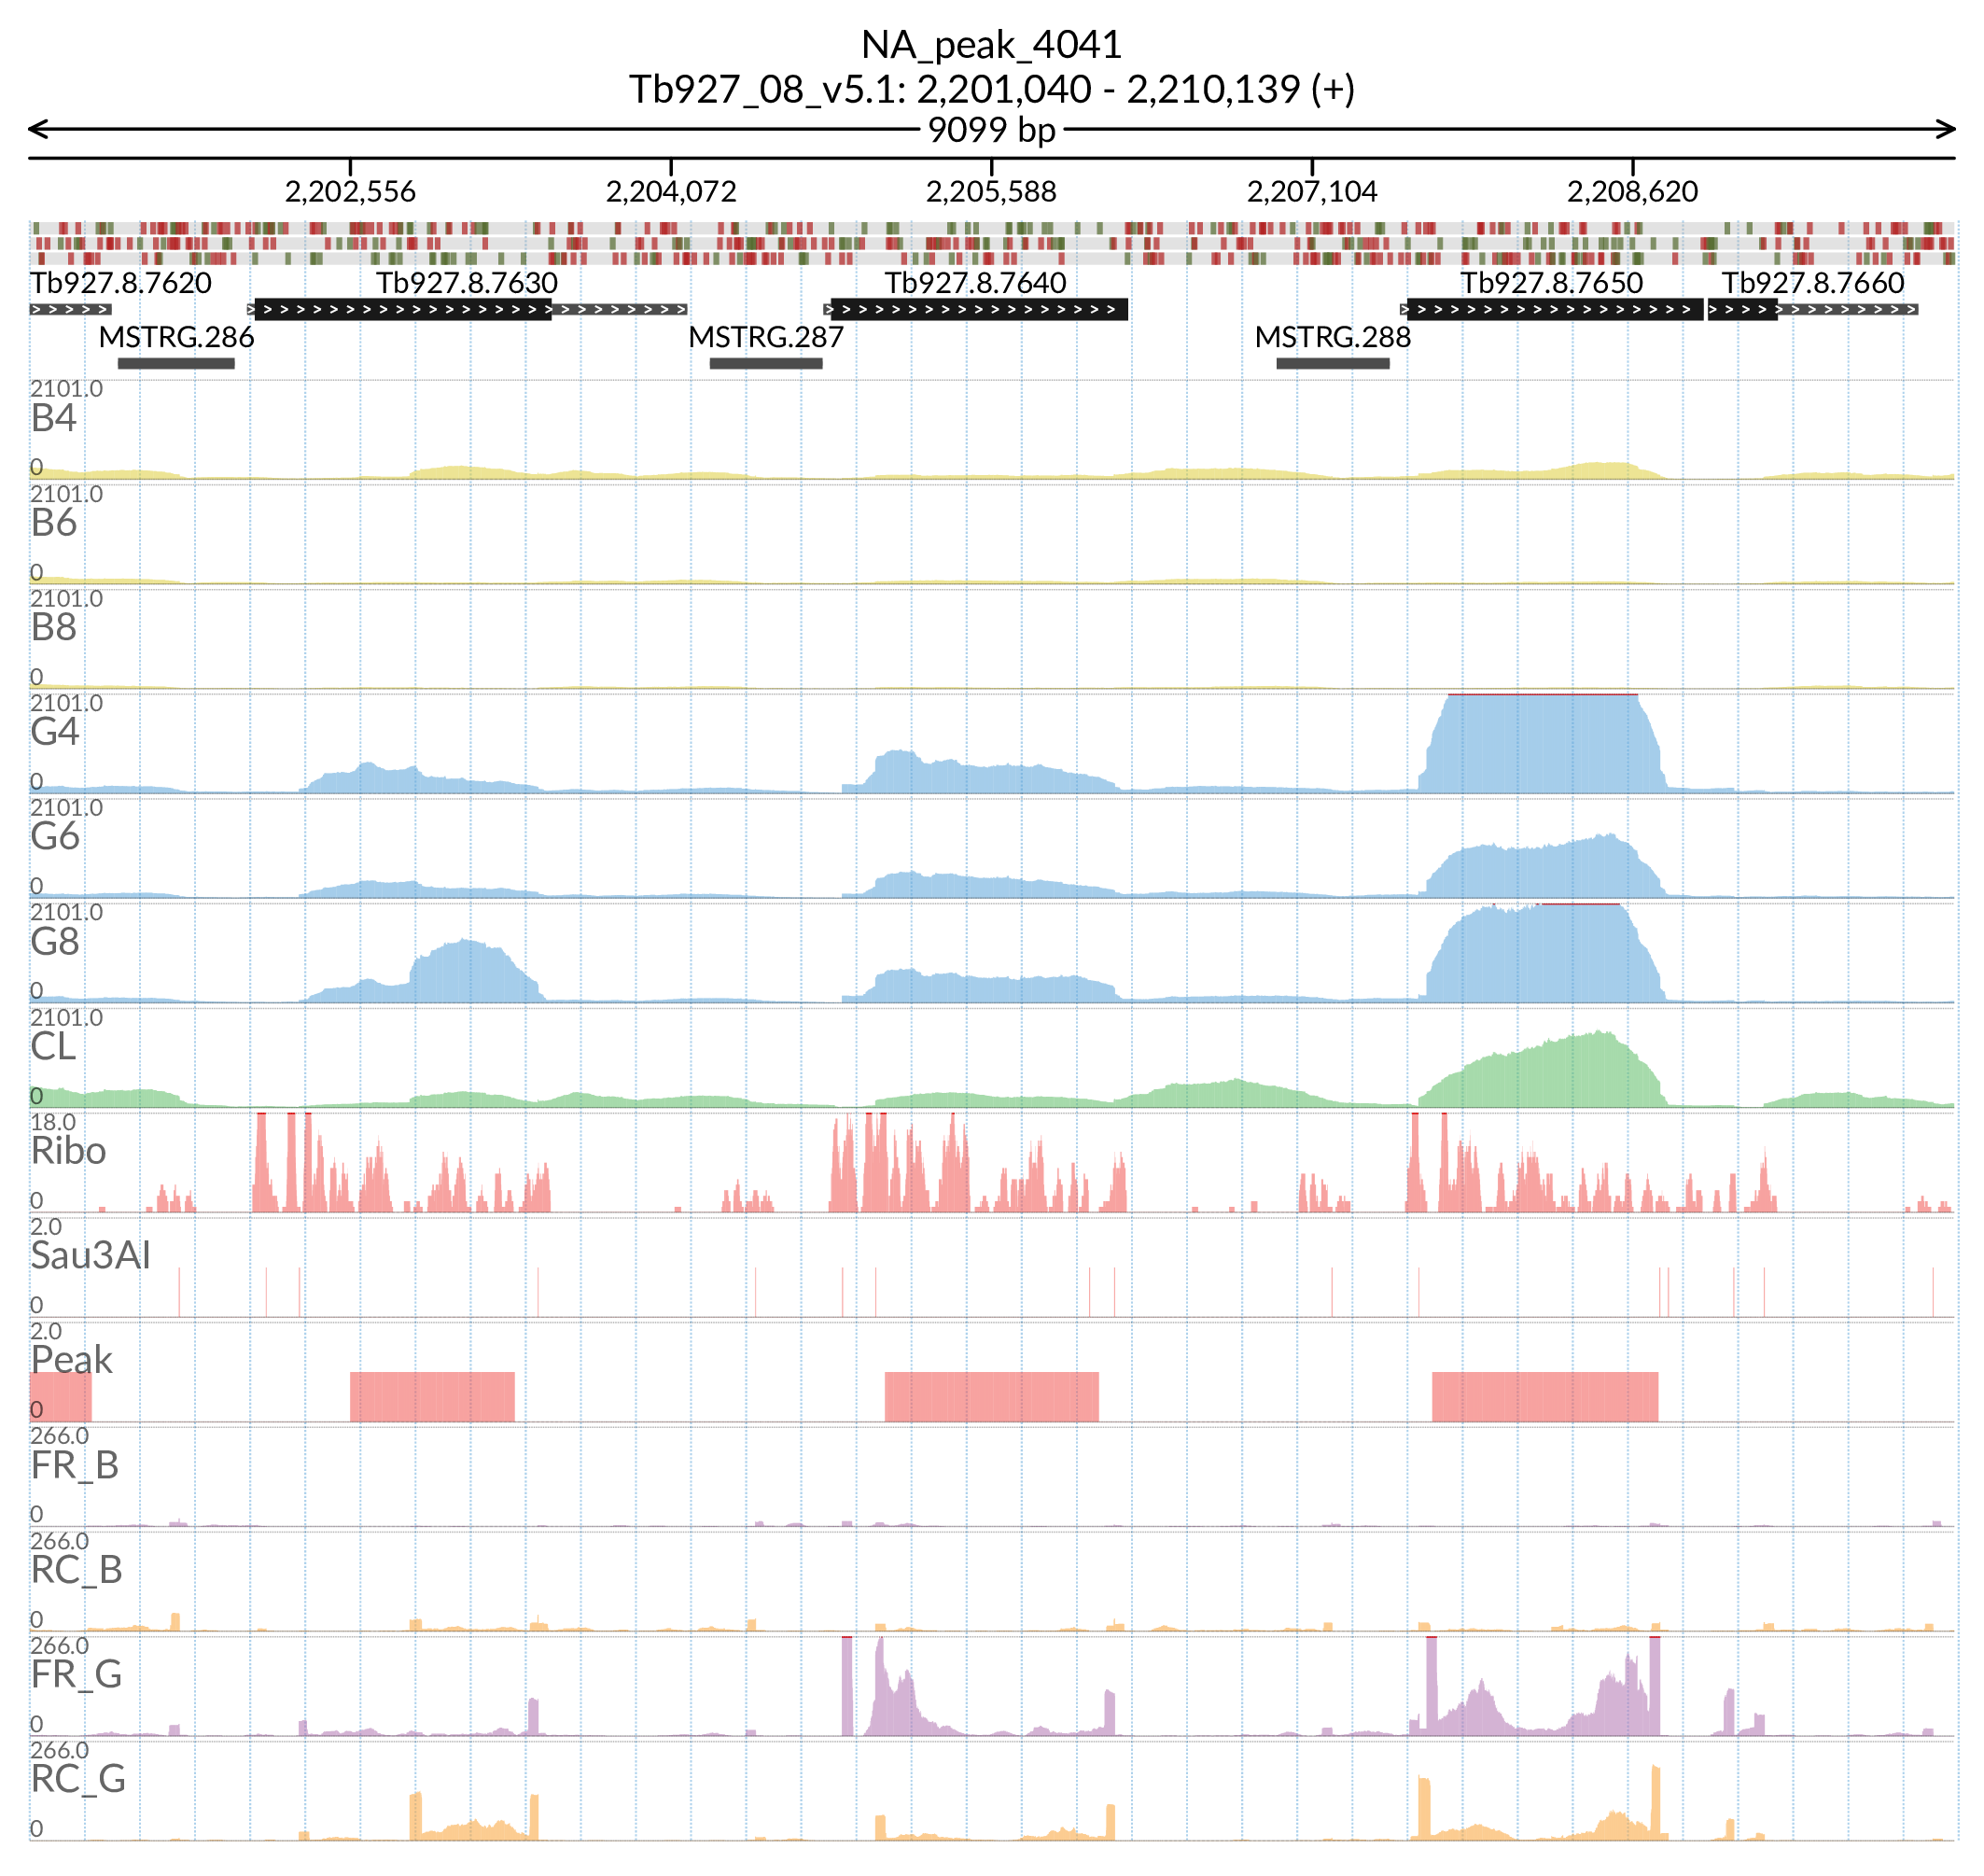 NA_peak_4041
Tb927_08_v5.1: 2,201,040 - 2,210,139 (+)
9099 bp
2,202,556 2,204,072 2,205,588 2,207,104 2,208,620
Tb927.8.7620 Tb927.8.7630 Tb927.8.7640 Tb927.8.7650 Tb927.8.7660
MSTRG.286 MSTRG.287 MSTRG.288
2101.0
B4
0
2101.0
B6
0
2101.0
B8
0
2101.0
G4
0
2101.0
G6
0
2101.0
G8
0
2101.0
CL
0
18.0
Ribo
0
2.0
Sau3AI
0
2.0
Peak
0
266.0
FR_B
0
266.0
RC_B
0
266.0
FR_G
0
266.0
RC_G
0